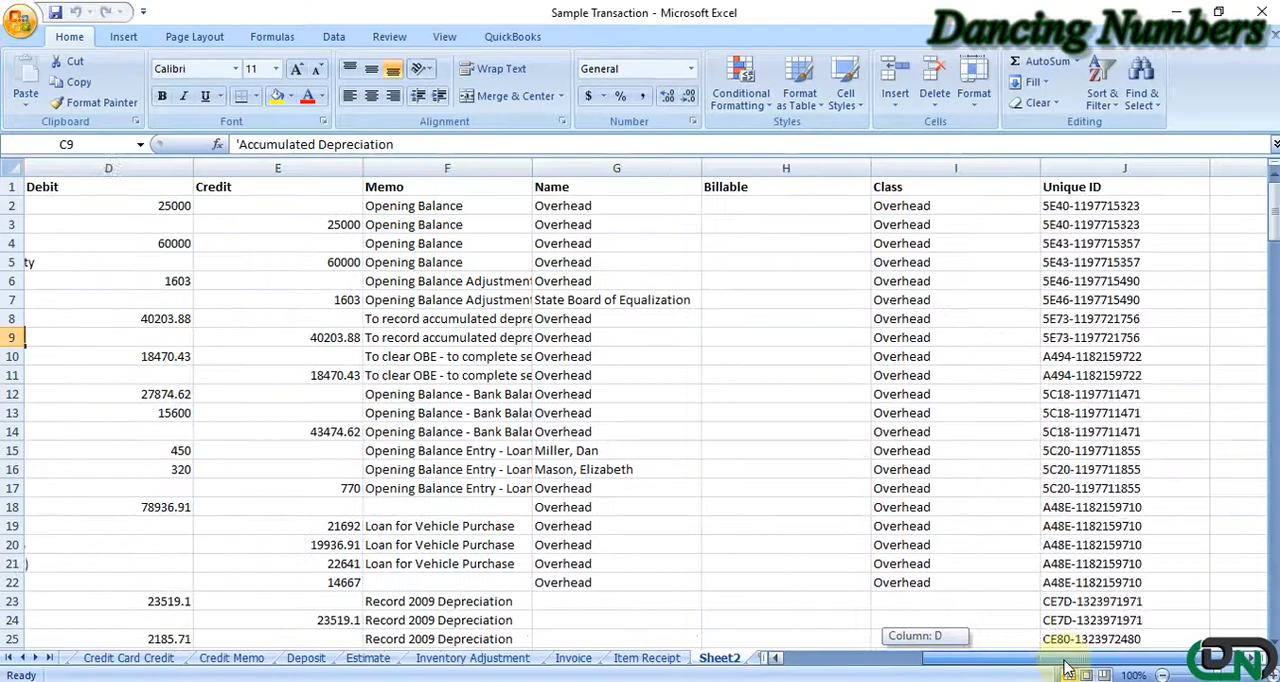 Sample Transaction - Microsoft Excel
Dancing Numbers
Home Insert Page Layout Formulas Data Review View QuickBooks
Paste
Cut
Copy
Format Painter
Clipboard
Calibri 11
B I U
Font
Wrap Text
Merge & Center
Alignment
General
$ % ,
Number
Conditional Formatting
Format as Table
Cell Styles
Styles
Insert Delete Format
Cells
AutoSum
Fill
Clear
Sort & Filter
Find & Select
Editing
C9 fx 'Accumulated Depreciation
D E F G H I J
1 Debit Credit Memo Name Billable Class Unique ID
2 25000 Opening Balance Overhead Overhead 5E40-1197715323
3 25000 Opening Balance Overhead Overhead 5E40-1197715323
4 60000 Opening Balance Overhead Overhead 5E43-1197715357
5 ty 60000 Opening Balance Overhead Overhead 5E43-1197715357
6 1603 Opening Balance Adjustment Overhead Overhead 5E46-1197715490
7 1603 Opening Balance Adjustment State Board of Equalization Overhead 5E46-1197715490
8 40203.88 To record accumulated depre Overhead Overhead 5E73-1197721756
9 40203.88 To record accumulated depre Overhead Overhead 5E73-1197721756
10 18470.43 To clear OBE - to complete se Overhead Overhead A494-1182159722
11 18470.43 To clear OBE - to complete se Overhead Overhead A494-1182159722
12 27874.62 Opening Balance - Bank Balar Overhead Overhead 5C18-1197711471
13 15600 Opening Balance - Bank Balar Overhead Overhead 5C18-1197711471
14 43474.62 Opening Balance - Bank Balar Overhead Overhead 5C18-1197711471
15 450 Opening Balance Entry - Loan Miller, Dan Overhead 5C20-1197711855
16 320 Opening Balance Entry - Loan Mason, Elizabeth Overhead 5C20-1197711855
17 770 Opening Balance Entry - Loan Overhead Overhead 5C20-1197711855
18 78936.91 Overhead Overhead A48E-1182159710
19 21692 Loan for Vehicle Purchase Overhead Overhead A48E-1182159710
20 19936.91 Loan for Vehicle Purchase Overhead Overhead A48E-1182159710
21 ) 22641 Loan for Vehicle Purchase Overhead Overhead A48E-1182159710
22 14667 Overhead Overhead A48E-1182159710
23 23519.1 Record 2009 Depreciation CE7D-1323971971
24 23519.1 Record 2009 Depreciation CE7D-1323971971
25 2185.71 Record 2009 Depreciation CE80-1323972480
Column: D
Credit Card Credit Credit Memo Deposit Estimate Inventory Adjustment Invoice Item Receipt Sheet2
Ready 100%
DN